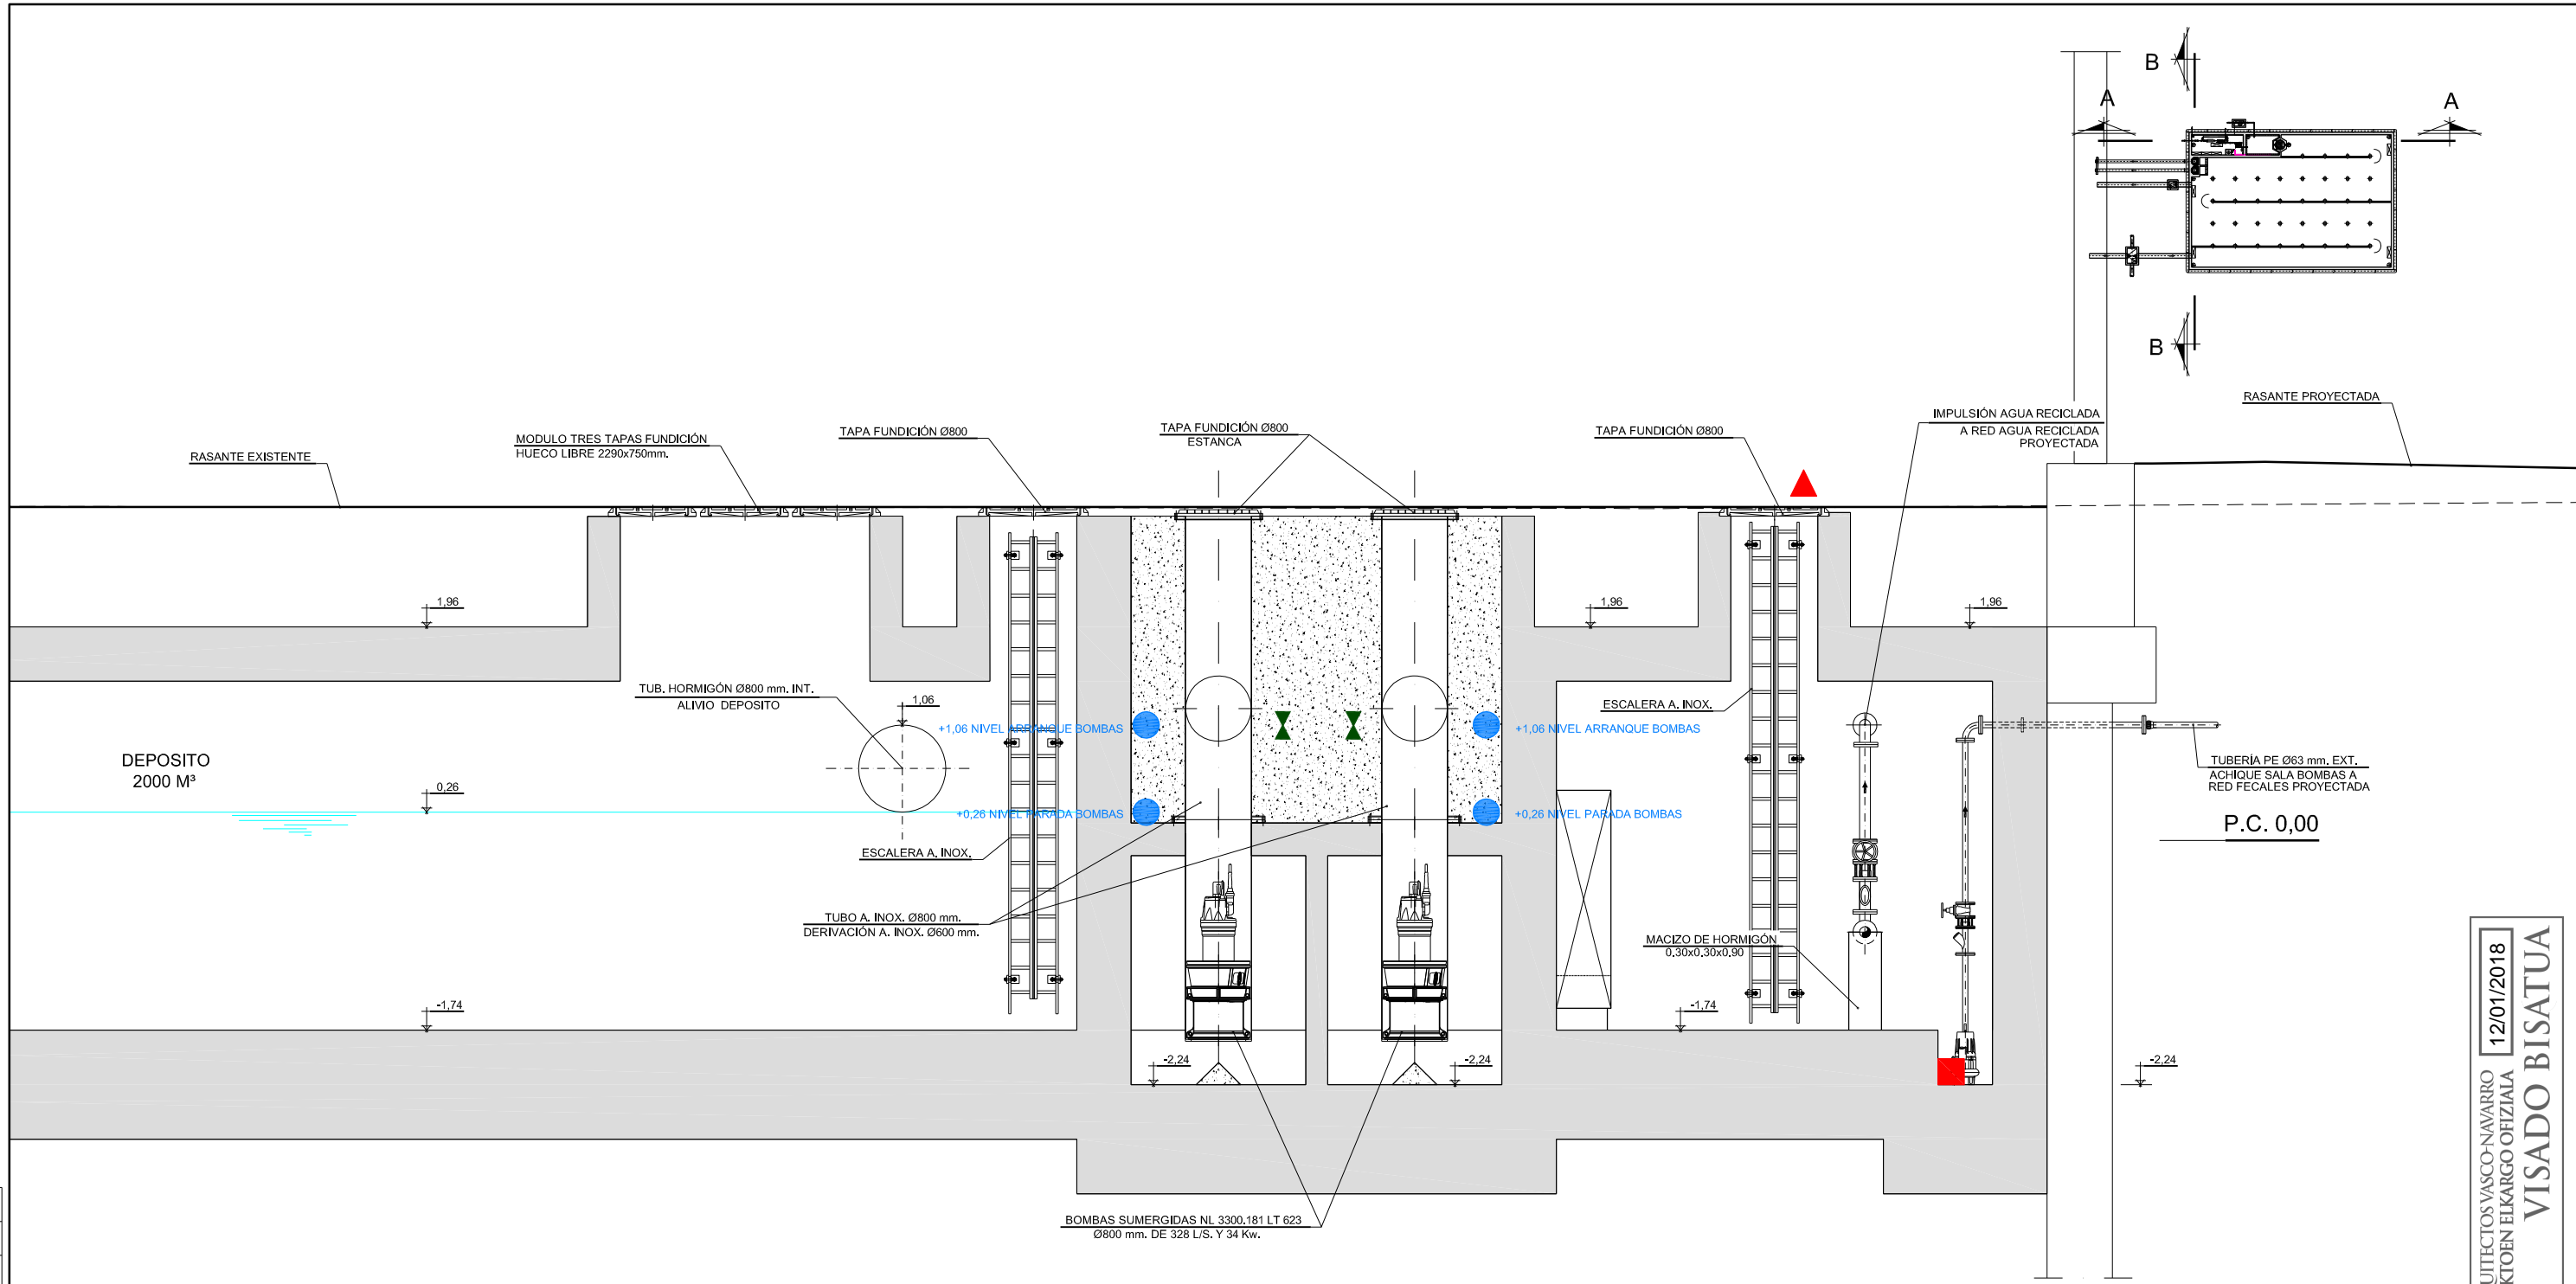 B
A
A
B
RASANTE PROYECTADA
IMPULSIÓN AGUA RECICLADA
A RED AGUA RECICLADA
PROYECTADA
TAPA FUNDICIÓN Ø800
ESTANCA
TAPA FUNDICIÓN Ø800
TAPA FUNDICIÓN Ø800
MODULO TRES TAPAS FUNDICIÓN
HUECO LIBRE 2290x750mm.
RASANTE EXISTENTE
1,96
1,96
1,96
TUB. HORMIGÓN Ø800 mm. INT.
ALIVIO DEPOSITO
1,06
ESCALERA A. INOX.
+1,06 NIVEL ARRANQUE BOMBAS
+1,06 NIVEL ARRANQUE BOMBAS
DEPOSITO
2000 M³
TUBERÍA PE Ø63 mm. EXT.
ACHIQUE SALA BOMBAS A
RED FECALES PROYECTADA
0,26
+0,26 NIVEL PARADA BOMBAS
+0,26 NIVEL PARADA BOMBAS
P.C. 0,00
ESCALERA A. INOX.
TUBO A. INOX. Ø800 mm.
DERIVACIÓN A. INOX. Ø600 mm.
MACIZO DE HORMIGÓN
0.30x0.30x0.90
-1,74
-1,74
-2,24
-2,24
-2,24
BOMBAS SUMERGIDAS NL 3300.181 LT 623
Ø800 mm. DE 328 L/S. Y 34 Kw.
12/01/2018
VASCO-NAVARRO
ELKARGO OFIZIALA
VISADO BISATUA